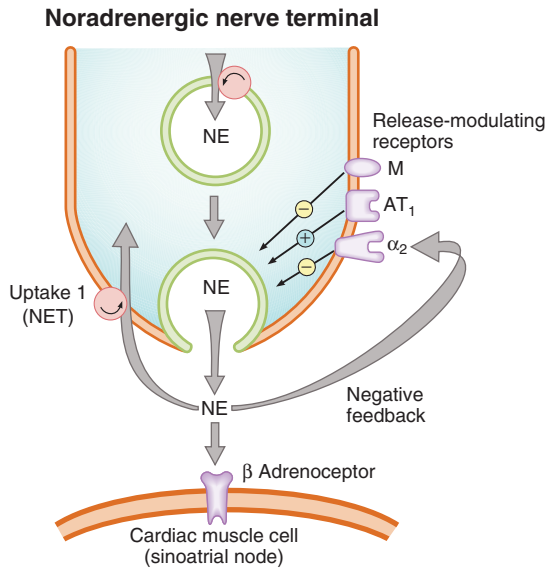 Noradrenergic nerve terminal
NE
Release-modulating
receptors
M
AT₁
α₂
−
+
−
NE
Uptake 1
(NET)
NE
Negative
feedback
β Adrenoceptor
Cardiac muscle cell
(sinoatrial node)